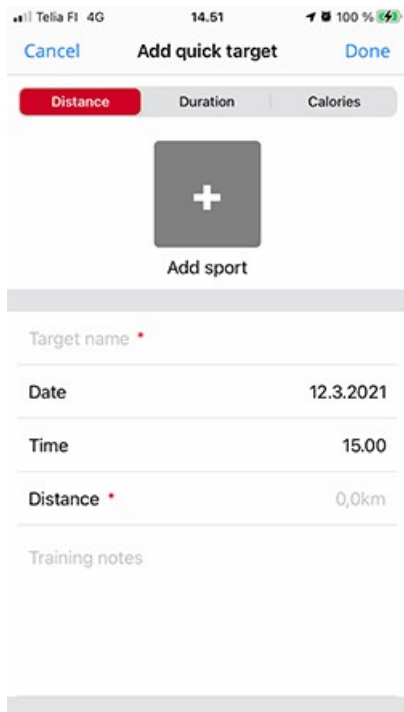 Telia FI 4G 14.51 100 %
Cancel Add quick target Done
Distance Duration Calories
+
Add sport
Target name *
Date 12.3.2021
Time 15.00
Distance * 0,0km
Training notes